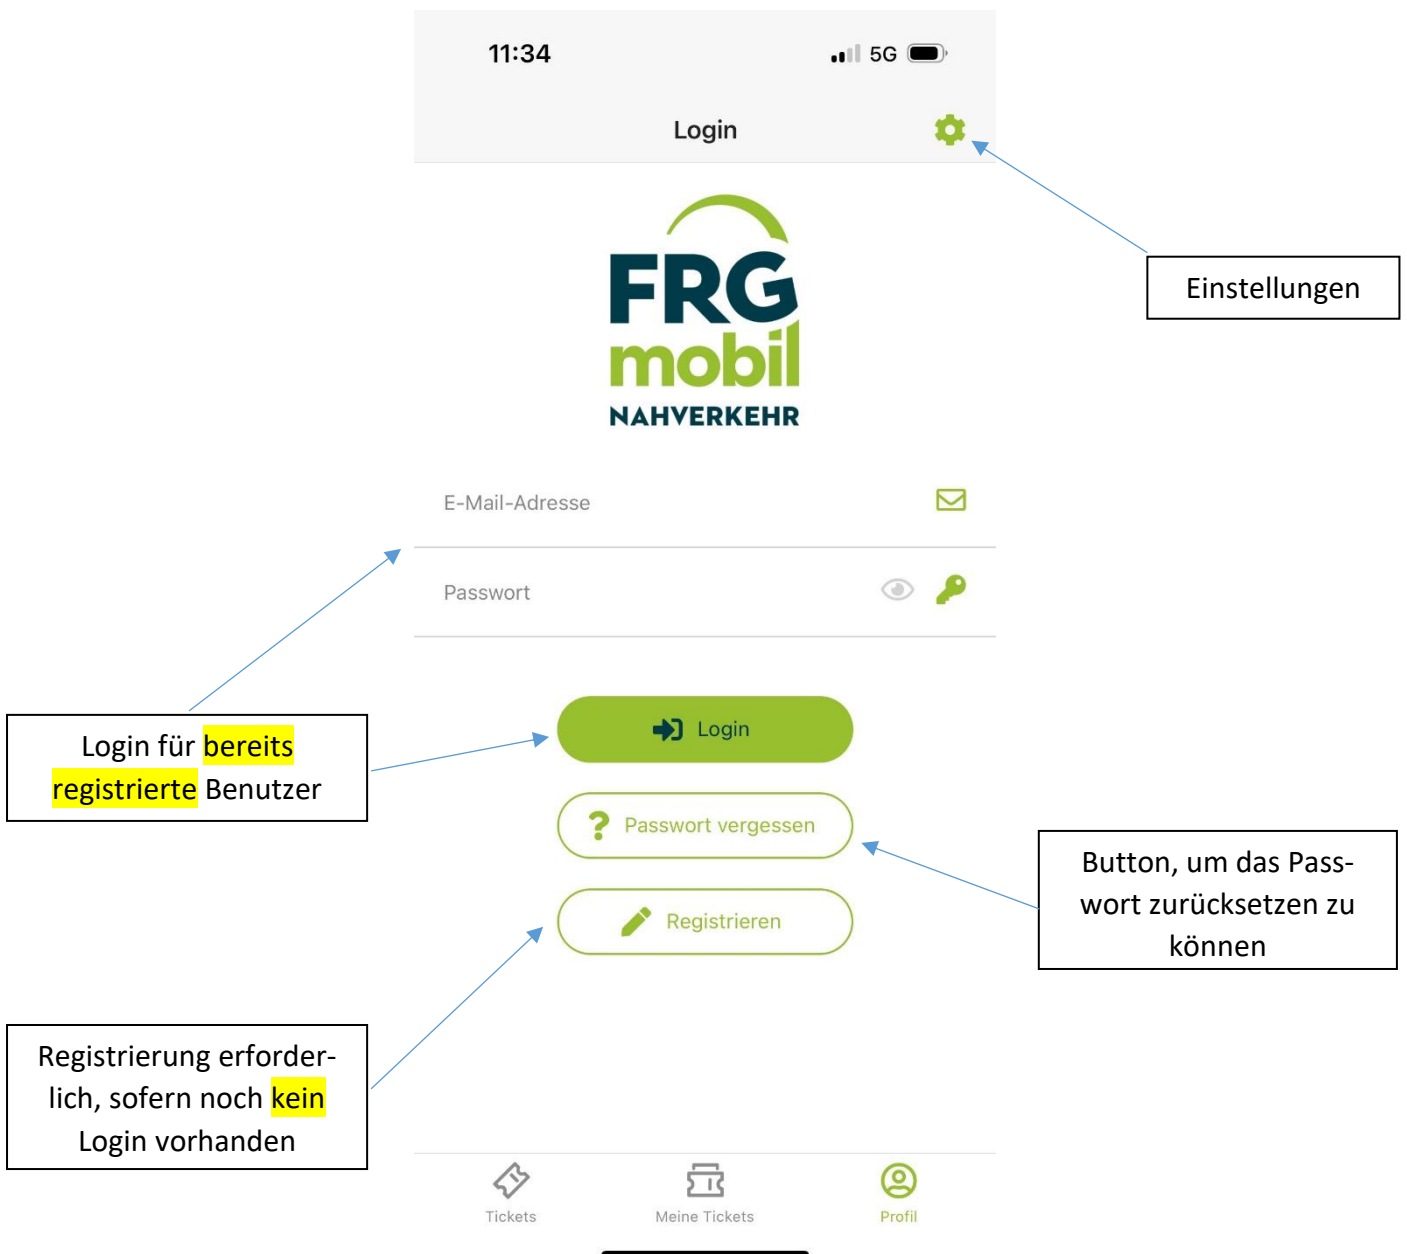 11:34
5G
Login
FRG
mobil
NAHVERKEHR
Einstellungen
E-Mail-Adresse
Passwort
Login für bereits
registrierte Benutzer
Login
? Passwort vergessen
Registrieren
Button, um das Pass-
wort zurücksetzen zu
können
Registrierung erforder-
lich, sofern noch kein
Login vorhanden
Tickets
Meine Tickets
Profil